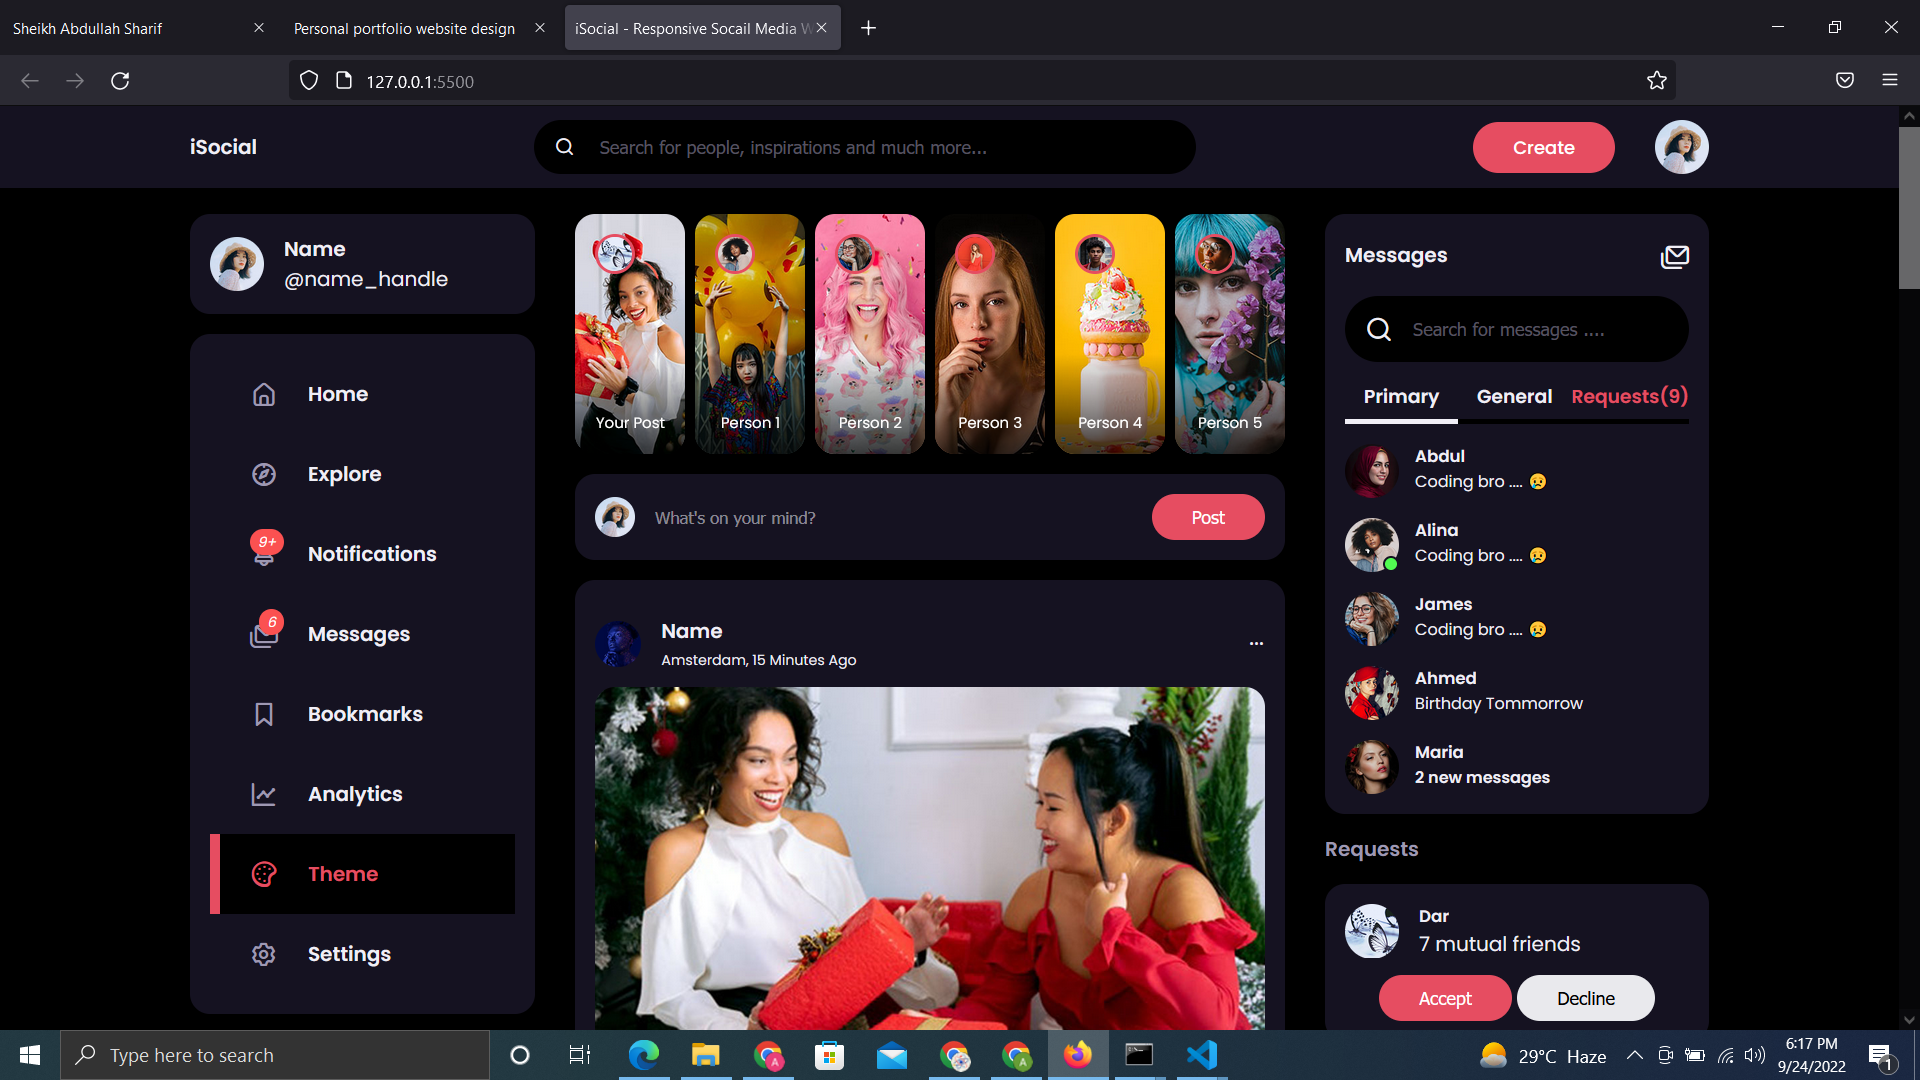 Sheikh Abdullah Sharif
Personal portfolio website design
iSocial - Responsive Socail Media W
127.0.0.1:5500
iSocial
Search for people, inspirations and much more...
Create
Name
@name_handle
Home
Explore
9+
Notifications
6
Messages
Bookmarks
Analytics
Theme
Settings
Your Post
Person 1
Person 2
Person 3
Person 4
Person 5
What's on your mind?
Post
Name
Amsterdam, 15 Minutes Ago
...
Messages
Search for messages ....
Primary General Requests(9)
Abdul
Coding bro .... 😥
Alina
Coding bro .... 😥
James
Coding bro .... 😥
Ahmed
Birthday Tommorrow
Maria
2 new messages
Requests
Dar
7 mutual friends
Accept Decline
Type here to search
A
A
29°C Haze
6:17 PM
9/24/2022
1